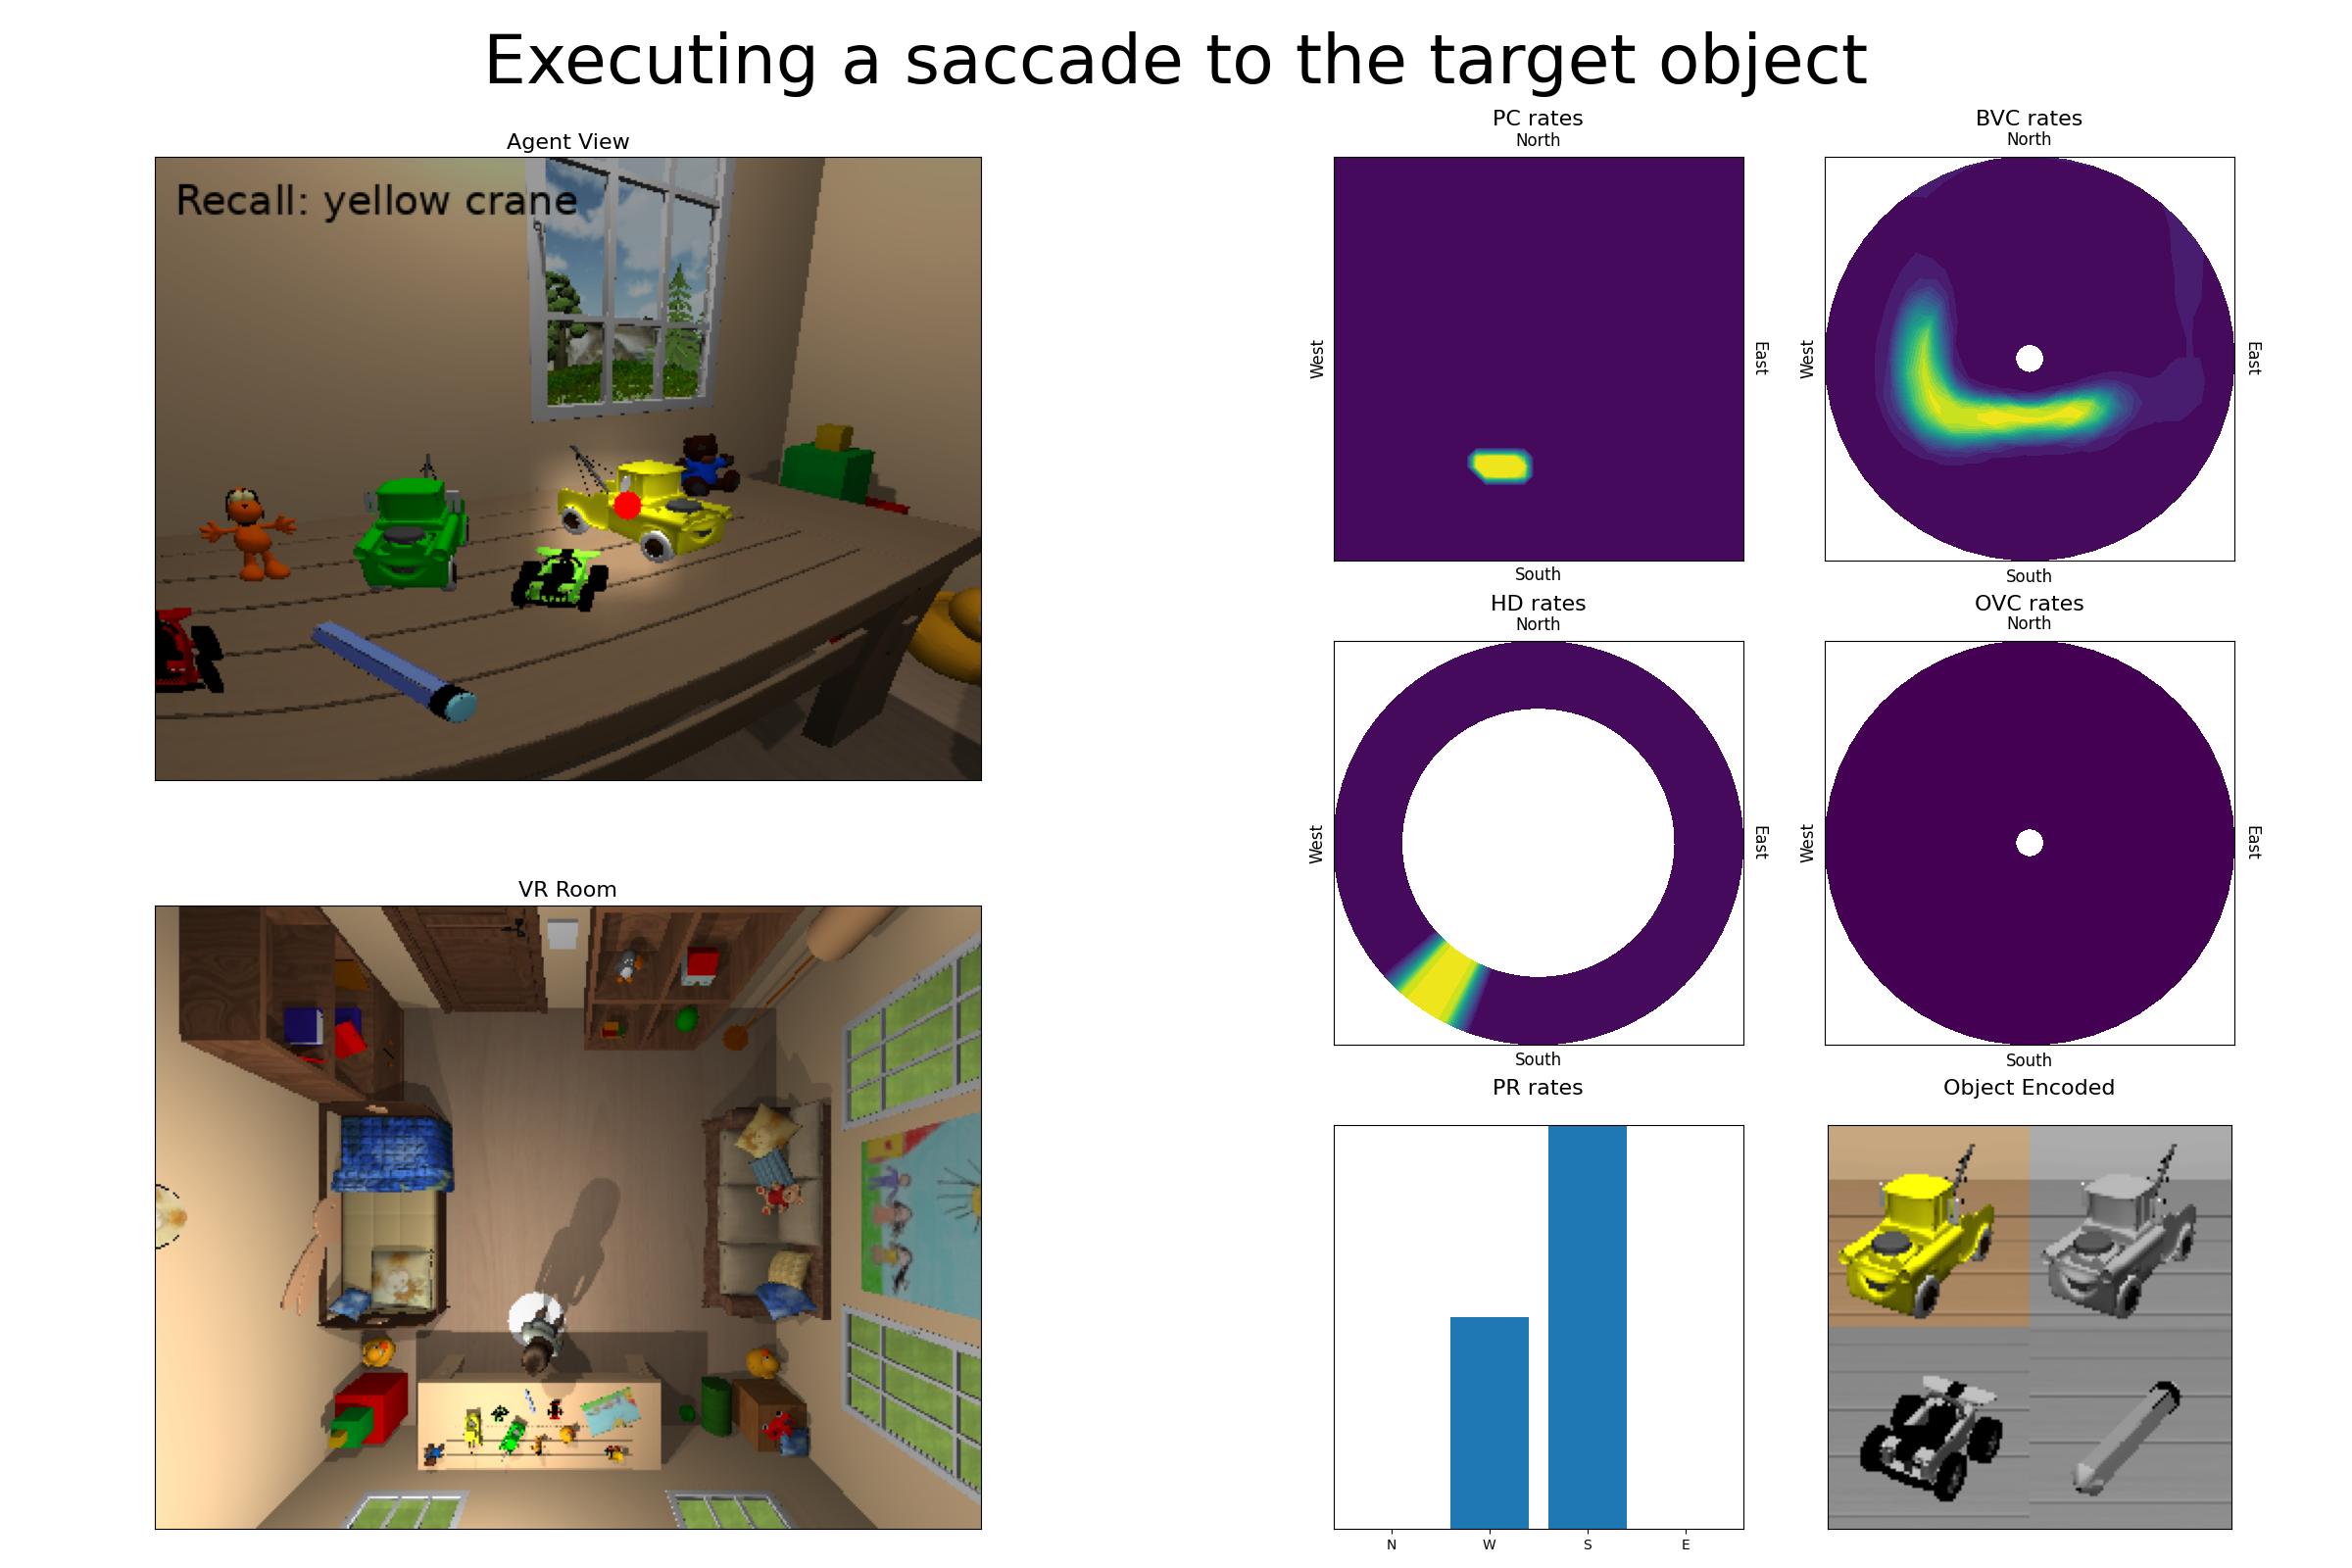 Executing a saccade to the target object
Agent View
Recall: yellow crane
PC rates
North
West
East
South
BVC rates
North
West
East
South
HD rates
North
West
East
South
OVC rates
North
West
East
South
VR Room
PR rates
N W S E
Object Encoded